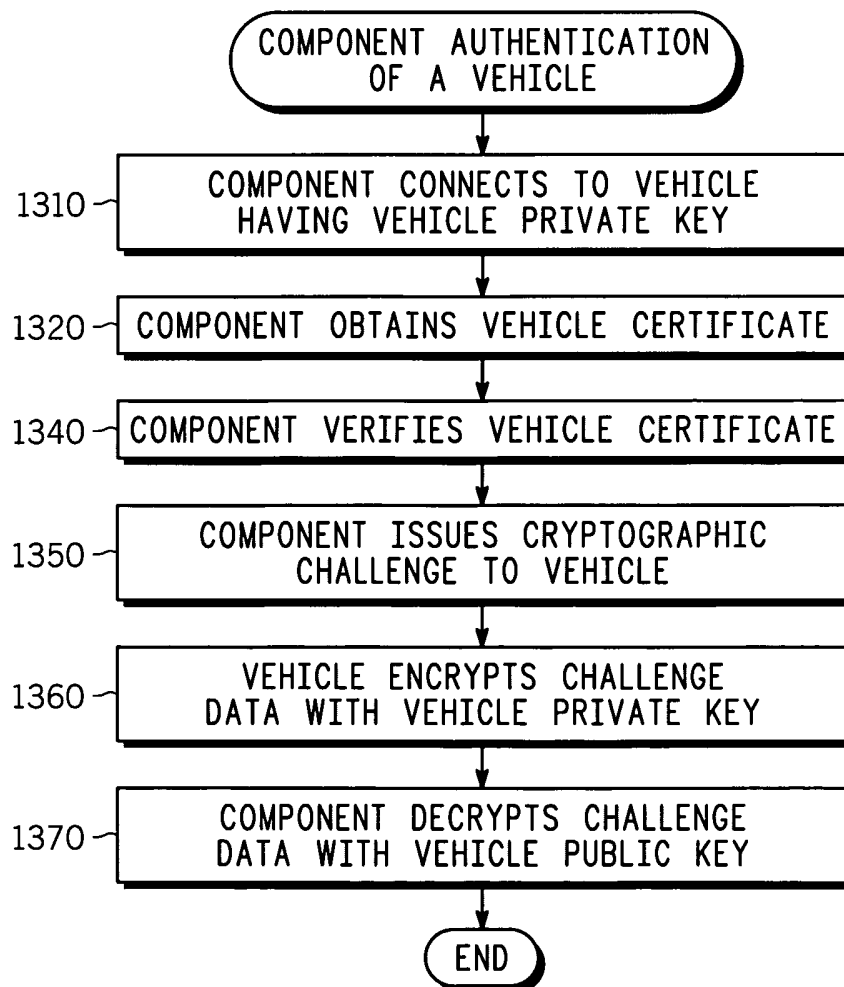 COMPONENT AUTHENTICATION
OF A VEHICLE
1310
COMPONENT CONNECTS TO VEHICLE
HAVING VEHICLE PRIVATE KEY
1320
COMPONENT OBTAINS VEHICLE CERTIFICATE
1340
COMPONENT VERIFIES VEHICLE CERTIFICATE
1350
COMPONENT ISSUES CRYPTOGRAPHIC
CHALLENGE TO VEHICLE
1360
VEHICLE ENCRYPTS CHALLENGE
DATA WITH VEHICLE PRIVATE KEY
1370
COMPONENT DECRYPTS CHALLENGE
DATA WITH VEHICLE PUBLIC KEY
END